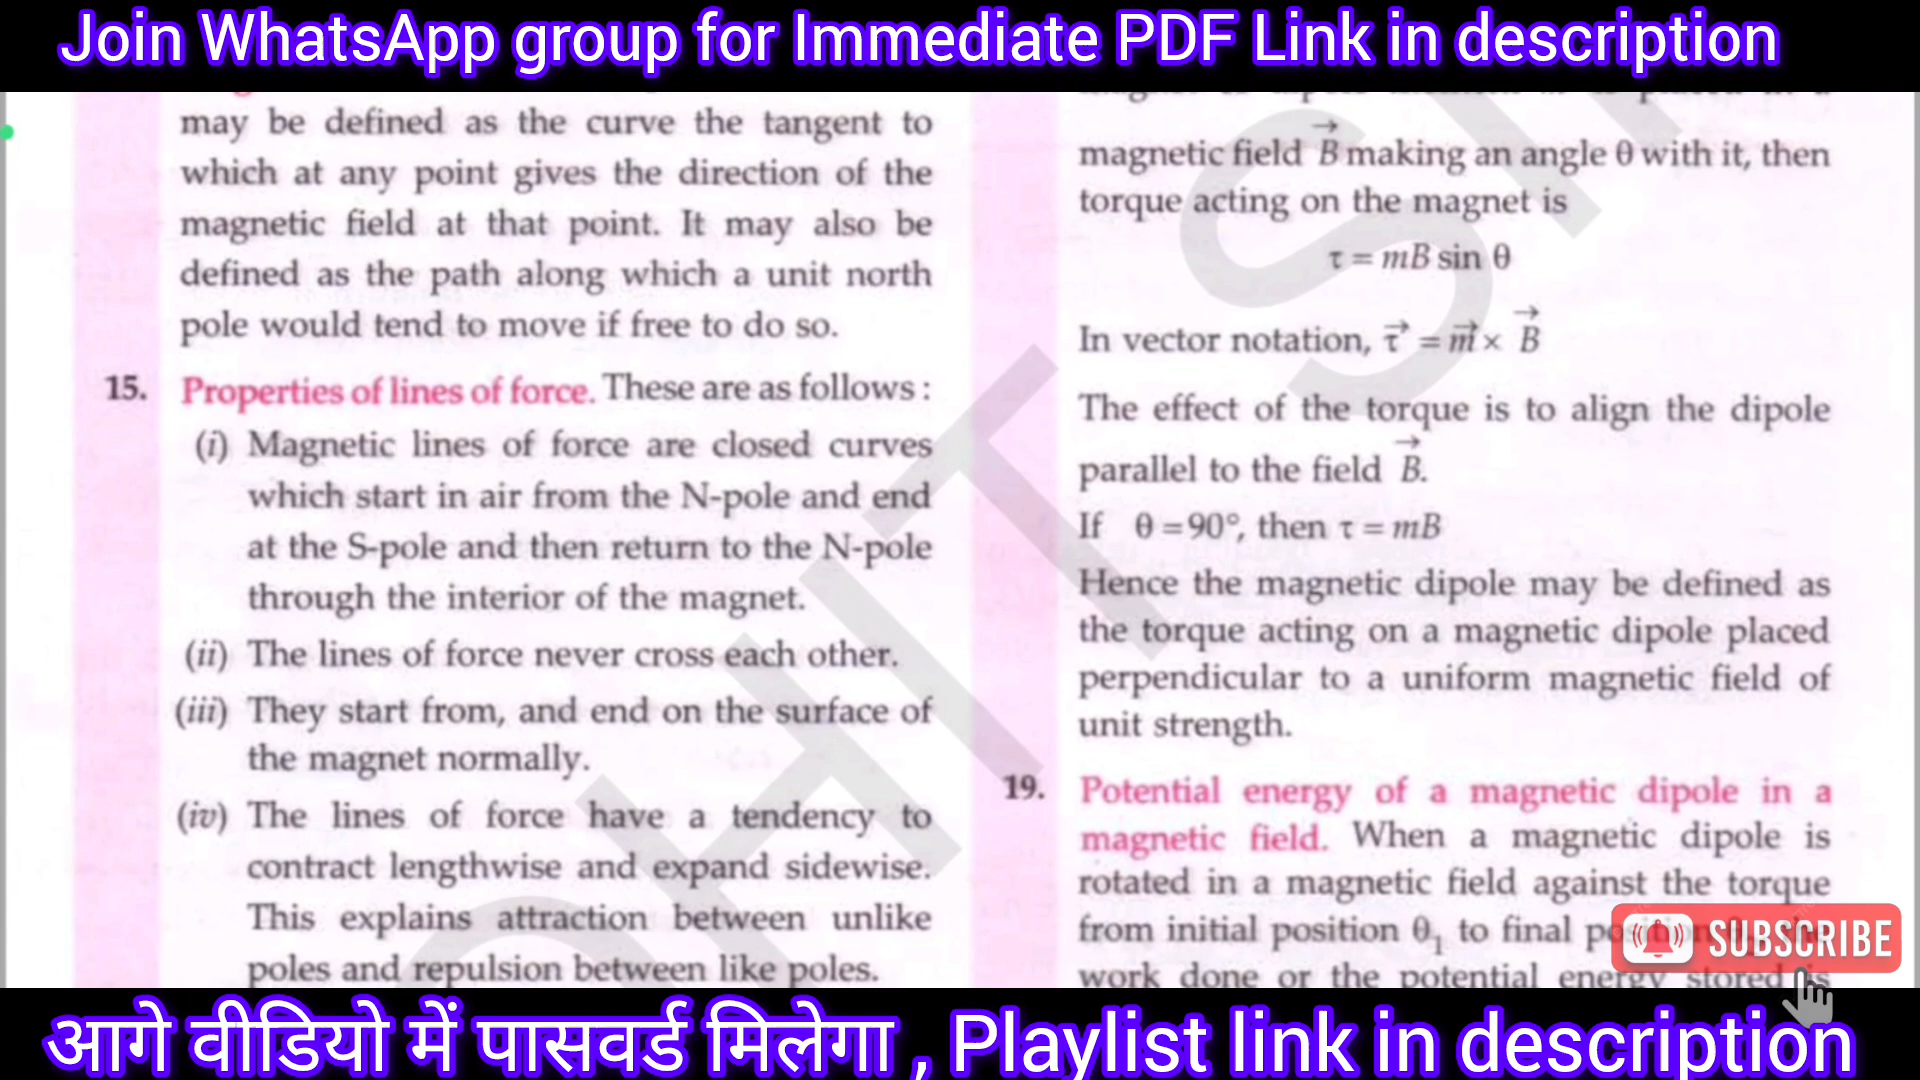 Join WhatsApp group for Immediate PDF Link in description
may be defined as the curve the tangent to
which at any point gives the direction of the
magnetic field at that point. It may also be
defined as the path along which a unit north
pole would tend to move if free to do so.
15. Properties of lines of force. These are as follows :
(i) Magnetic lines of force are closed curves
which start in air from the N-pole and end
at the S-pole and then return to the N-pole
through the interior of the magnet.
(ii) The lines of force never cross each other.
(iii) They start from, and end on the surface of
the magnet normally.
(iv) The lines of force have a tendency to
contract lengthwise and expand sidewise.
This explains attraction between unlike
poles and repulsion between like poles.
magnetic field B⃗ making an angle θ with it, then
torque acting on the magnet is
τ = mB sin θ
In vector notation, τ⃗ = m⃗ × B⃗
The effect of the torque is to align the dipole
parallel to the field B⃗.
If θ = 90°, then τ = mB
Hence the magnetic dipole may be defined as
the torque acting on a magnetic dipole placed
perpendicular to a uniform magnetic field of
unit strength.
19. Potential energy of a magnetic dipole in a
magnetic field. When a magnetic dipole is
rotated in a magnetic field against the torque
from initial position θ₁ to final
work done or the potential energy stored is
SUBSCRIBE
आगे वीडियो में पासवर्ड मिलेगा , Playlist link in description